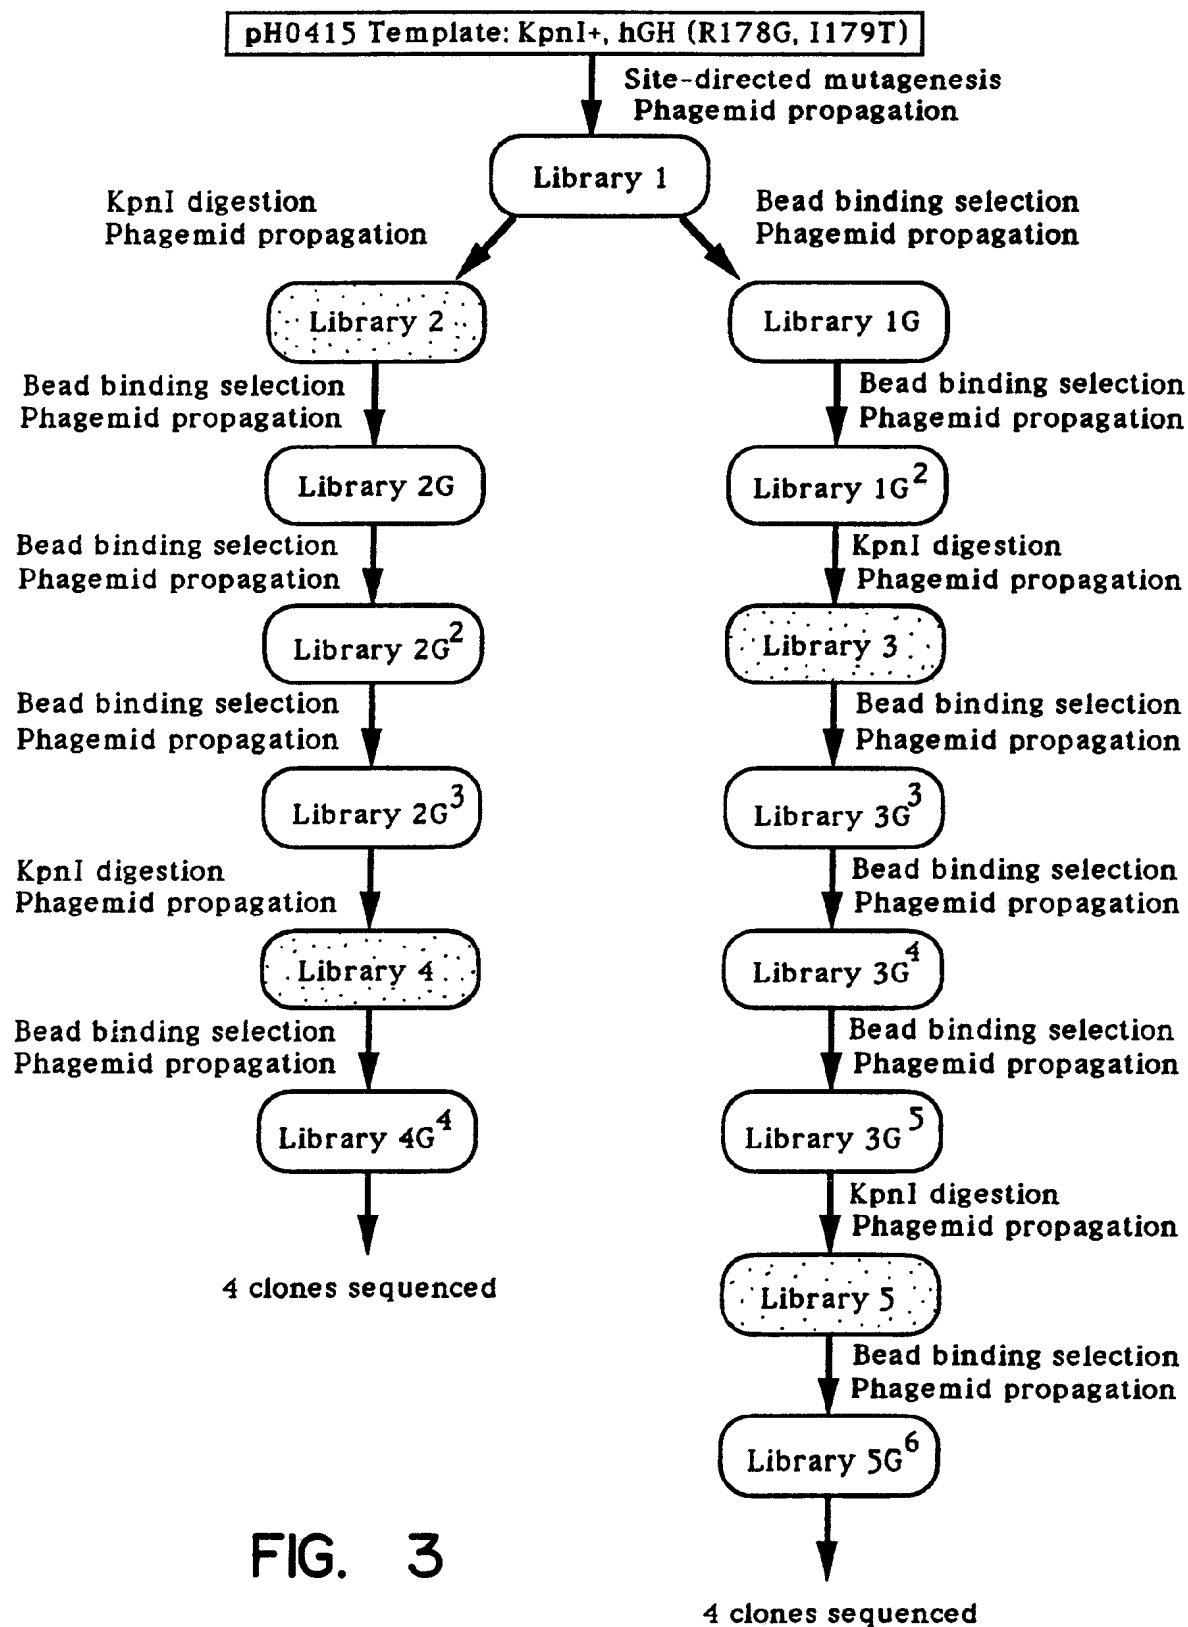 pH0415 Template: KpnI+, hGH (R178G, I179T)
Site-directed mutagenesis
Phagemid propagation
Library 1
KpnI digestion
Phagemid propagation
Bead binding selection
Phagemid propagation
Library 2
Library 1G
Bead binding selection
Phagemid propagation
Bead binding selection
Phagemid propagation
Library 2G
Library 1G²
Bead binding selection
Phagemid propagation
KpnI digestion
Phagemid propagation
Library 2G²
Library 3
Bead binding selection
Phagemid propagation
Bead binding selection
Phagemid propagation
Library 2G³
Library 3G³
KpnI digestion
Phagemid propagation
Bead binding selection
Phagemid propagation
Library 4
Library 3G⁴
Bead binding selection
Phagemid propagation
Bead binding selection
Phagemid propagation
Library 4G⁴
Library 3G⁵
KpnI digestion
Phagemid propagation
4 clones sequenced
Library 5
Bead binding selection
Phagemid propagation
Library 5G⁶
FIG. 3
4 clones sequenced